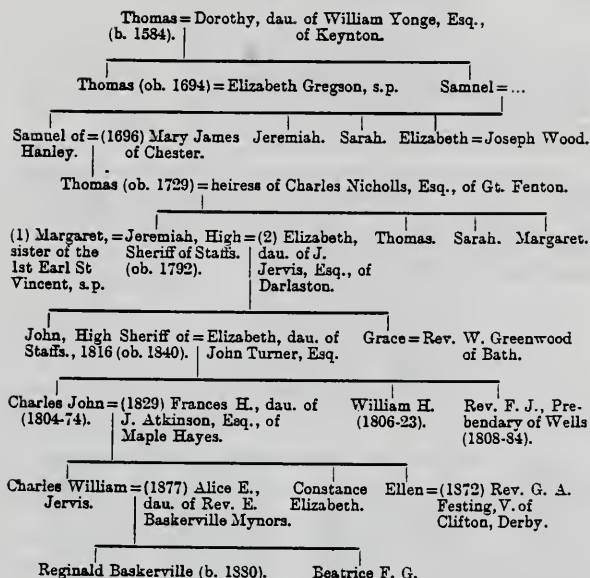 Thomas = Dorothy, dau. of William Yonge, Esq.,
(b. 1584). of Keynton.
Thomas (ob. 1694) = Elizabeth Gregson, s.p. Samnel = ...
Samuel of = (1696) Mary James Jeremiah. Sarah. Elizabeth = Joseph Wood.
Hanley. of Chester.
Thomas (ob. 1729) = heiress of Charles Nicholls, Esq., of Gt. Fenton.
(1) Margaret, = Jeremiah, High = (2) Elizabeth, Thomas. Sarah. Margaret.
sister of the Sheriff of Staffs. dau. of J.
1st Earl St (ob. 1792). Jervis, Esq., of
Vincent, s.p. Darlaston.
John, High Sheriff of = Elizabeth, dau. of Grace = Rev. W. Greenwood
Staffs., 1816 (ob. 1840). John Turner, Esq. of Bath.
Charles John = (1829) Frances H., dau. of William H. Rev. F. J., Pre-
(1804-74). J. Atkinson, Esq., of (1806-23). bendary of Wells
Maple Hayes. (1808-84).
Charles William = (1877) Alice E., Constance Ellen = (1872) Rev. G. A.
Jervis. dau. of Rev. E. Elizabeth. Festing, V. of
Baskerville Mynors. Clifton, Derby.
Reginald Baskerville (b. 1880). Beatrice F. G.